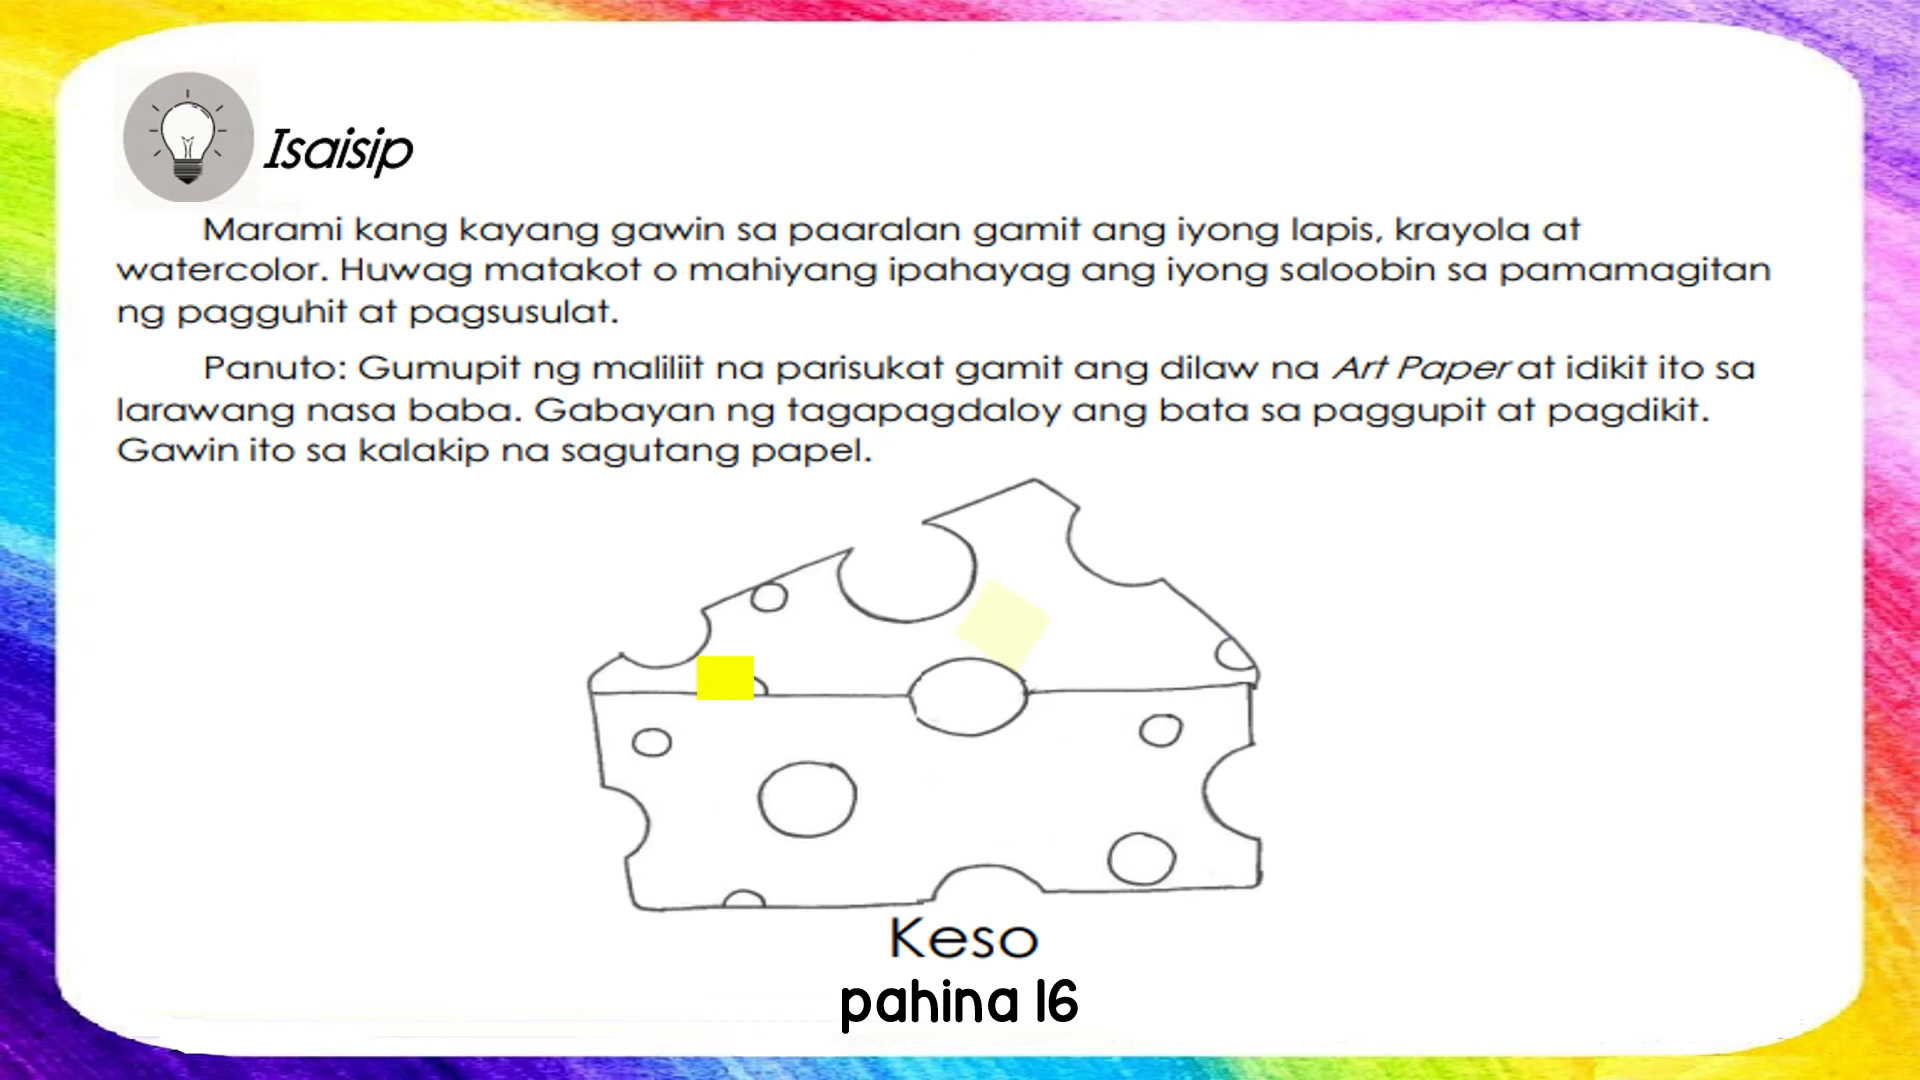 Isaisip
Marami kang kayang gawin sa paaralan gamit ang iyong lapis, krayola at
watercolor. Huwag matakot o mahiyang ipahayag ang iyong saloobin sa pamamagitan
ng pagguhit at pagsusulat.
Panuto: Gumupit ng maliliit na parisukat gamit ang dilaw na Art Paper at idikit ito sa
larawang nasa baba. Gabayan ng tagapagdaloy ang bata sa paggupit at pagdikit.
Gawin ito sa kalakip na sagutang papel.
Keso
pahina 16